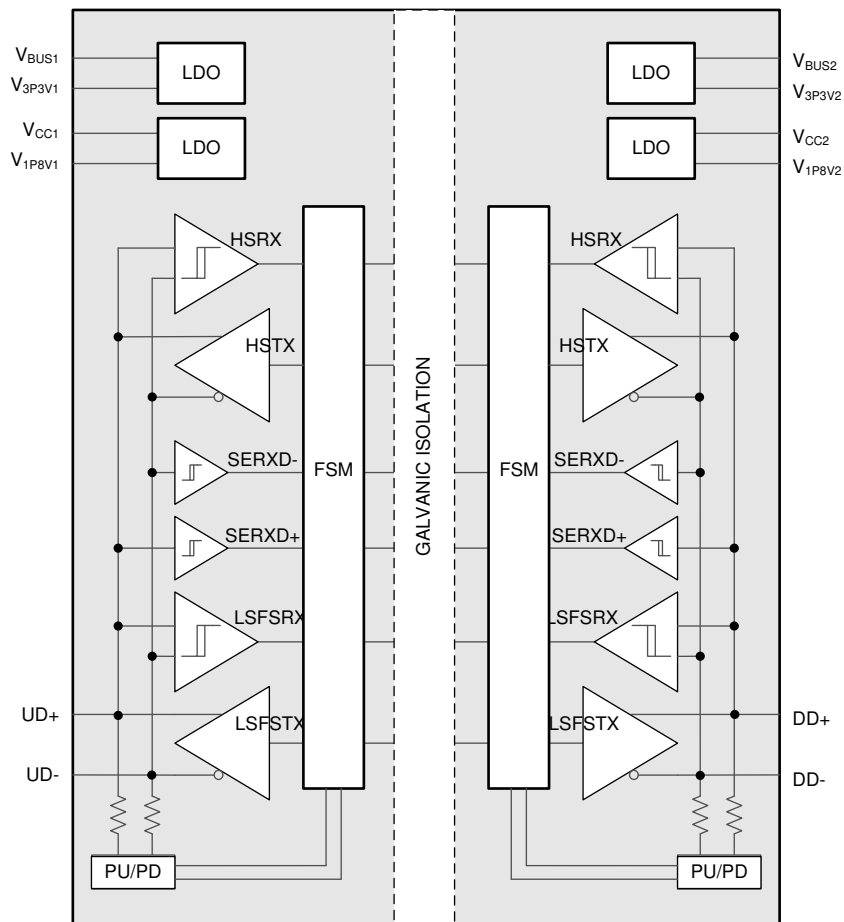 VBUS1
LDO
V3P3V1
VCC1
LDO
V1P8V1
LDO
VBUS2
V3P3V2
LDO
VCC2
V1P8V2
HSRX
HSTX
SERXD-
SERXD+
LSFSRX
LSFSTX
FSM
GALVANIC ISOLATION
FSM
HSRX
HSTX
SERXD-
SERXD+
LSFSRX
LSFSTX
UD+
UD-
DD+
DD-
PU/PD
PU/PD